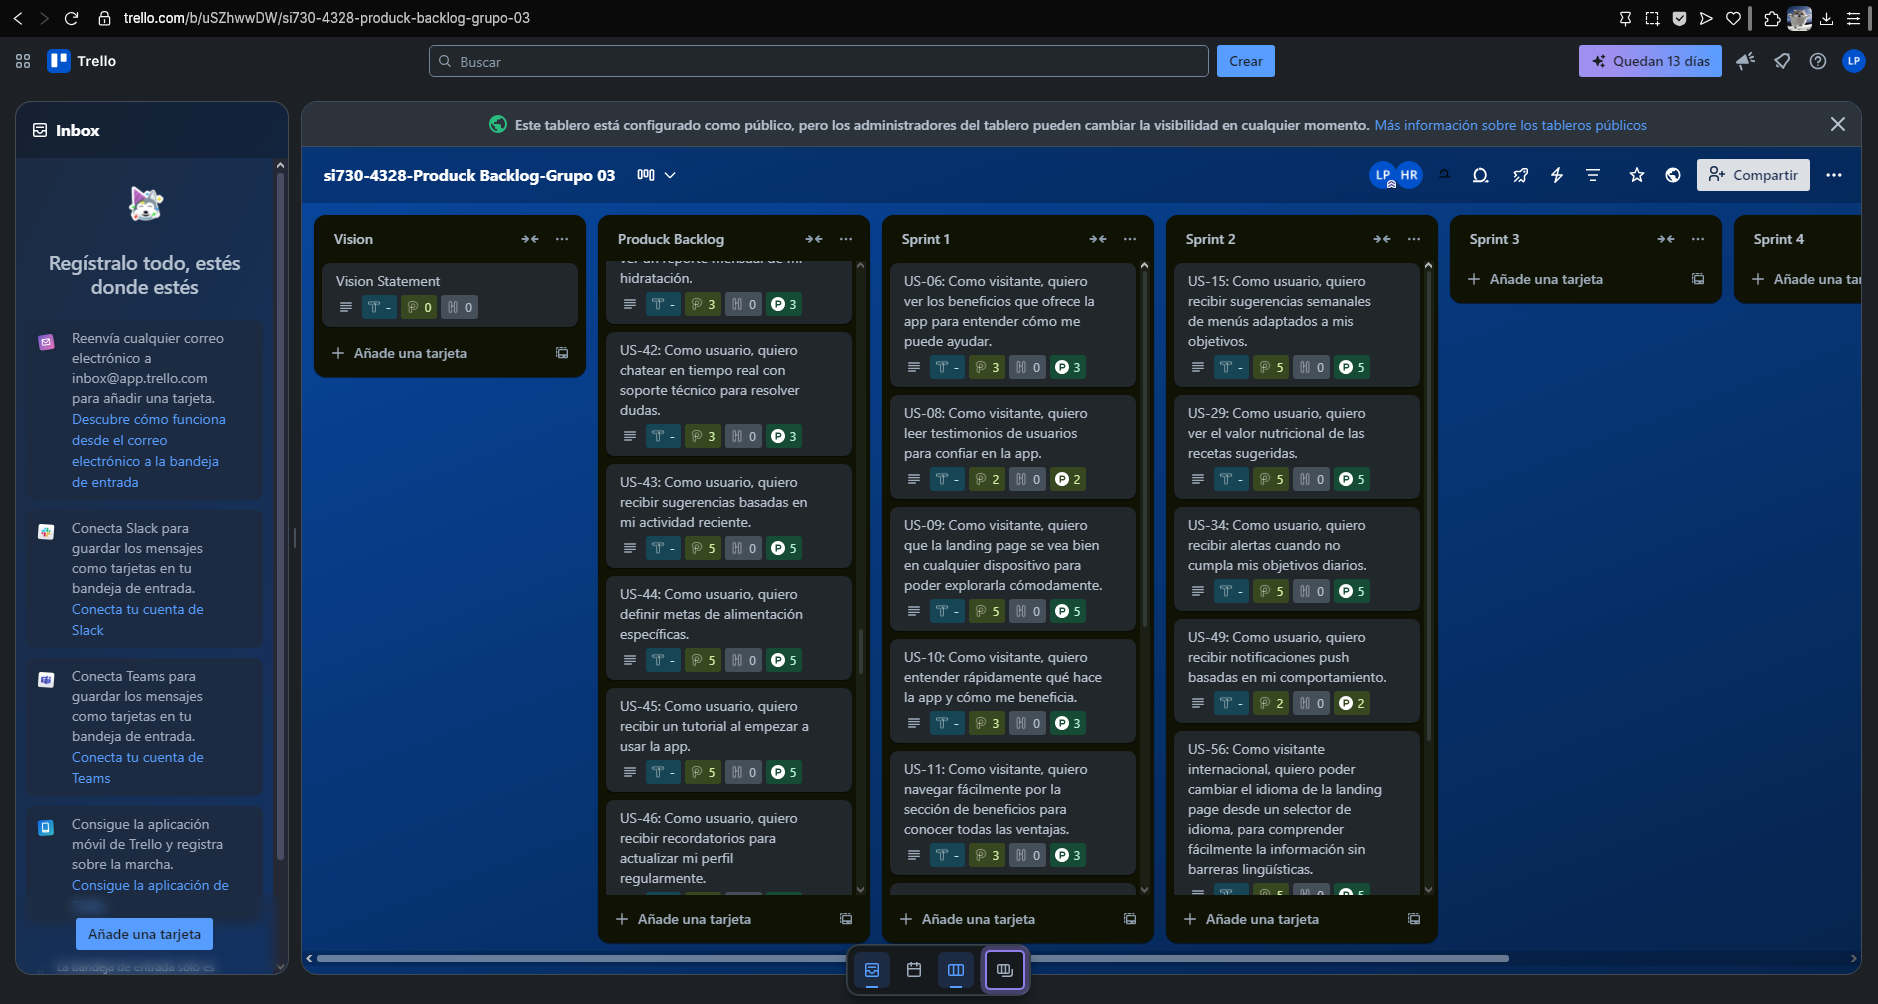 trello.com/b/uSZhwwDW/si730-4328-produck-backlog-grupo-03
Trello
Buscar
Crear
Quedan 13 días
LP
Inbox
Regístralo todo, estés
donde estés
Reenvía cualquier correo
electrónico a
inbox@app.trello.com
para añadir una tarjeta.
Descubre cómo funciona
desde el correo
electrónico a la bandeja
de entrada
Conecta Slack para
guardar los mensajes
como tarjetas en tu
bandeja de entrada.
Conecta tu cuenta de
Slack
Conecta Teams para
guardar los mensajes
como tarjetas en tu
bandeja de entrada.
Conecta tu cuenta de
Teams
Consigue la aplicación
móvil de Trello y registra
sobre la marcha.
Consigue la aplicación de
Añade una tarjeta
La bandeja de entrada solo es
Este tablero está configurado como público, pero los administradores del tablero pueden cambiar la visibilidad en cualquier momento. Más información sobre los tableros públicos
si730-4328-Produck Backlog-Grupo 03
LP
HR
Compartir
Vision
Vision Statement
T - P 0 H 0
Añade una tarjeta
Produck Backlog
ver un reporte mensual de mi
hidratación.
T - P 3 H 0 P 3
US-42: Como usuario, quiero
chatear en tiempo real con
soporte técnico para resolver
dudas.
T - P 3 H 0 P 3
US-43: Como usuario, quiero
recibir sugerencias basadas en
mi actividad reciente.
T - P 5 H 0 P 5
US-44: Como usuario, quiero
definir metas de alimentación
específicas.
T - P 5 H 0 P 5
US-45: Como usuario, quiero
recibir un tutorial al empezar a
usar la app.
T - P 5 H 0 P 5
US-46: Como usuario, quiero
recibir recordatorios para
actualizar mi perfil
regularmente.
Añade una tarjeta
Sprint 1
US-06: Como visitante, quiero
ver los beneficios que ofrece la
app para entender cómo me
puede ayudar.
T - P 3 H 0 P 3
US-08: Como visitante, quiero
leer testimonios de usuarios
para confiar en la app.
T - P 2 H 0 P 2
US-09: Como visitante, quiero
que la landing page se vea bien
en cualquier dispositivo para
poder explorarla cómodamente.
T - P 5 H 0 P 5
US-10: Como visitante, quiero
entender rápidamente qué hace
la app y cómo me beneficia.
T - P 3 H 0 P 3
US-11: Como visitante, quiero
navegar fácilmente por la
sección de beneficios para
conocer todas las ventajas.
T - P 3 H 0 P 3
Añade una tarjeta
Sprint 2
US-15: Como usuario, quiero
recibir sugerencias semanales
de menús adaptados a mis
objetivos.
T - P 5 H 0 P 5
US-29: Como usuario, quiero
ver el valor nutricional de las
recetas sugeridas.
T - P 5 H 0 P 5
US-34: Como usuario, quiero
recibir alertas cuando no
cumpla mis objetivos diarios.
T - P 5 H 0 P 5
US-49: Como usuario, quiero
recibir notificaciones push
basadas en mi comportamiento.
T - P 2 H 0 P 2
US-56: Como visitante
internacional, quiero poder
cambiar el idioma de la landing
page desde un selector de
idioma, para comprender
fácilmente la información sin
barreras lingüísticas.
T - P 5 H 0 P 5
Añade una tarjeta
Sprint 3
Añade una tarjeta
Sprint 4
Añade una tar